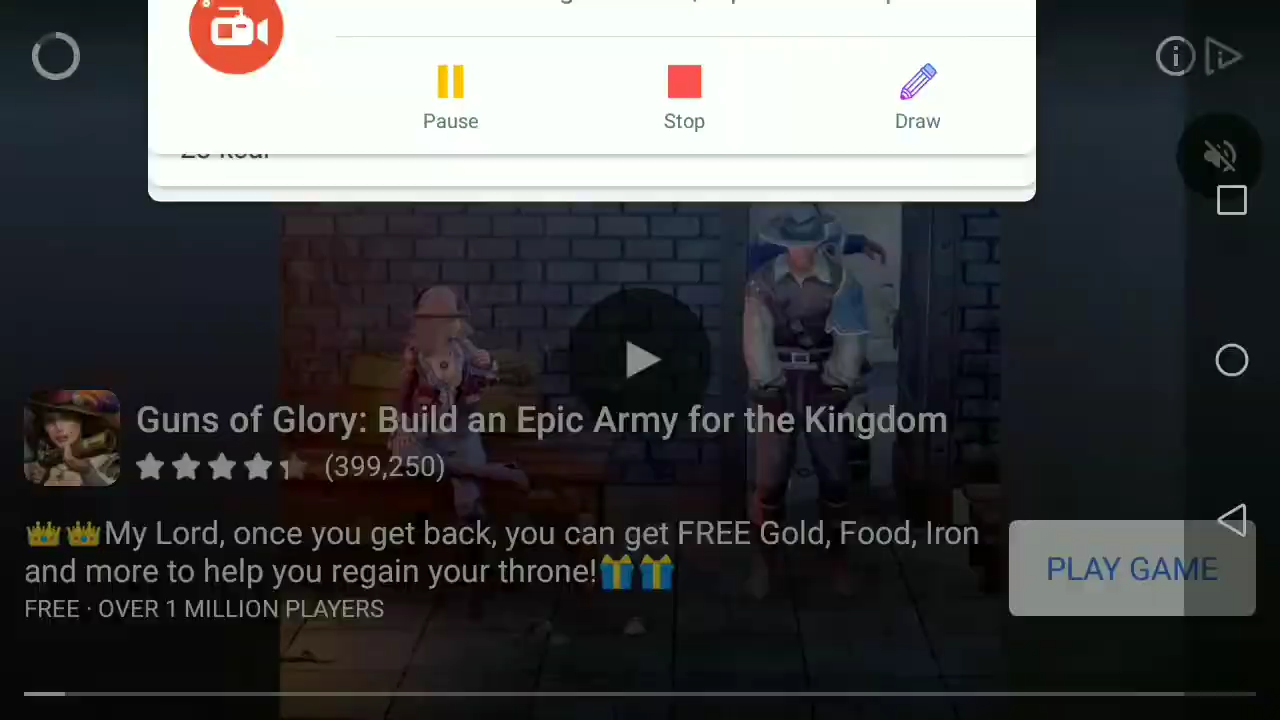 Pause
Stop
Draw
Guns of Glory: Build an Epic Army for the Kingdom
(399,250)
👑👑My Lord, once you get back, you can get FREE Gold, Food, Iron
and more to help you regain your throne!🎁🎁
FREE · OVER 1 MILLION PLAYERS
PLAY GAME